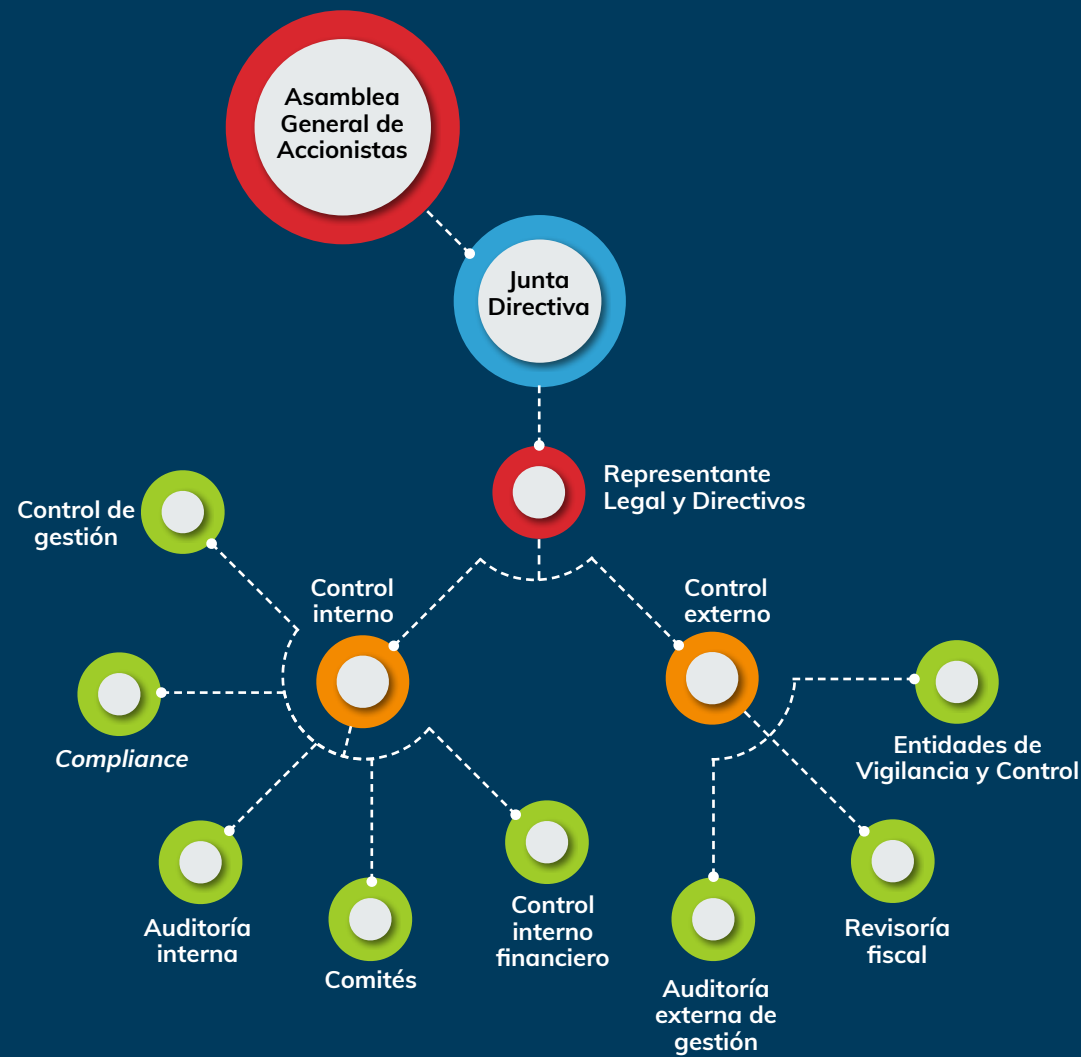 Asamblea
General de
Accionistas
Junta
Directiva
Representante
Legal y Directivos
Control de
gestión
Control
interno
Control
externo
Compliance
Entidades de
Vigilancia y Control
Auditoría
interna
Comités
Control
interno
financiero
Auditoría
externa de
gestión
Revisoría
fiscal